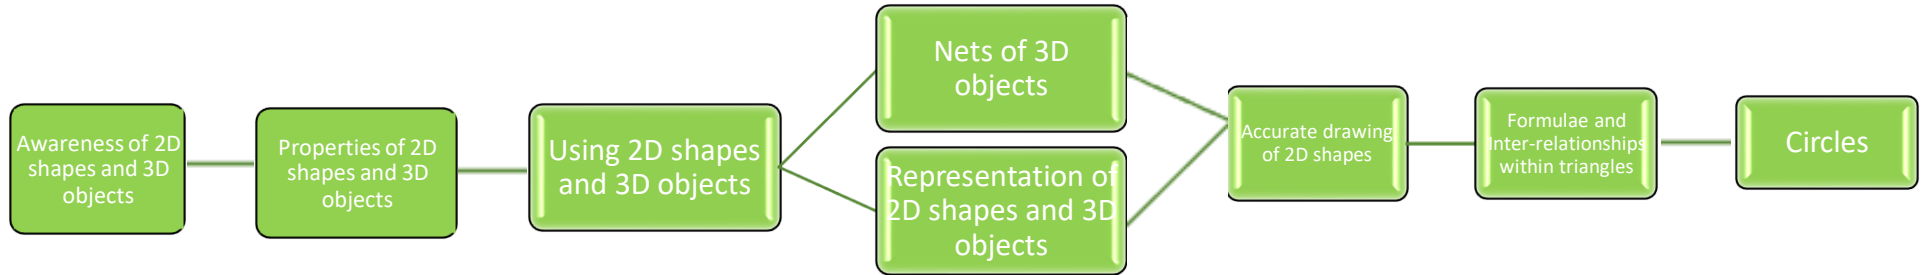 Awareness of 2D
shapes and 3D
objects
Properties of 2D
shapes and 3D
objects
Using 2D shapes
and 3D objects
Nets of 3D
objects
Representation of
2D shapes and 3D
objects
Accurate drawing
of 2D shapes
Formulae and
Inter-relationships
within triangles
Circles